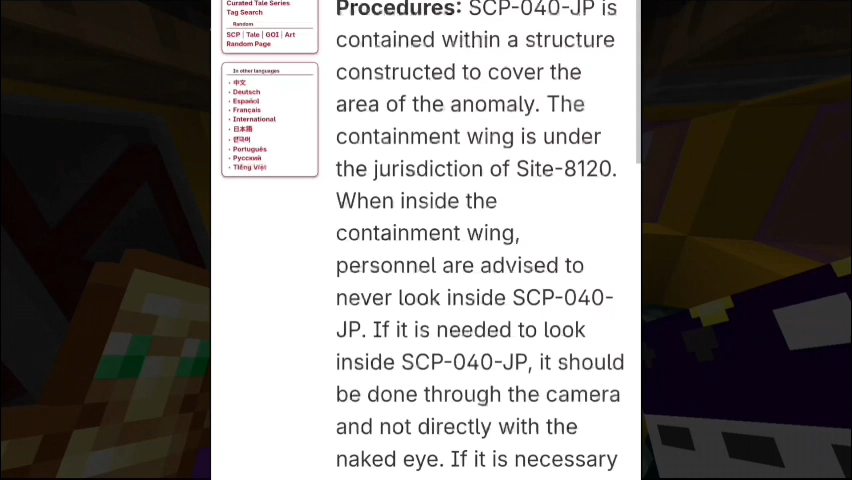 Curated Tale Series
Tag Search
Random
SCP | Tale | GOI | Art
Random Page
In other languages
中文
Deutsch
Español
Français
International
日本語
한국어
Português
Русский
Tiếng Việt
Procedures: SCP-040-JP is
contained within a structure
constructed to cover the
area of the anomaly. The
containment wing is under
the jurisdiction of Site-8120.
When inside the
containment wing,
personnel are advised to
never look inside SCP-040-
JP. If it is needed to look
inside SCP-040-JP, it should
be done through the camera
and not directly with the
naked eye. If it is necessary